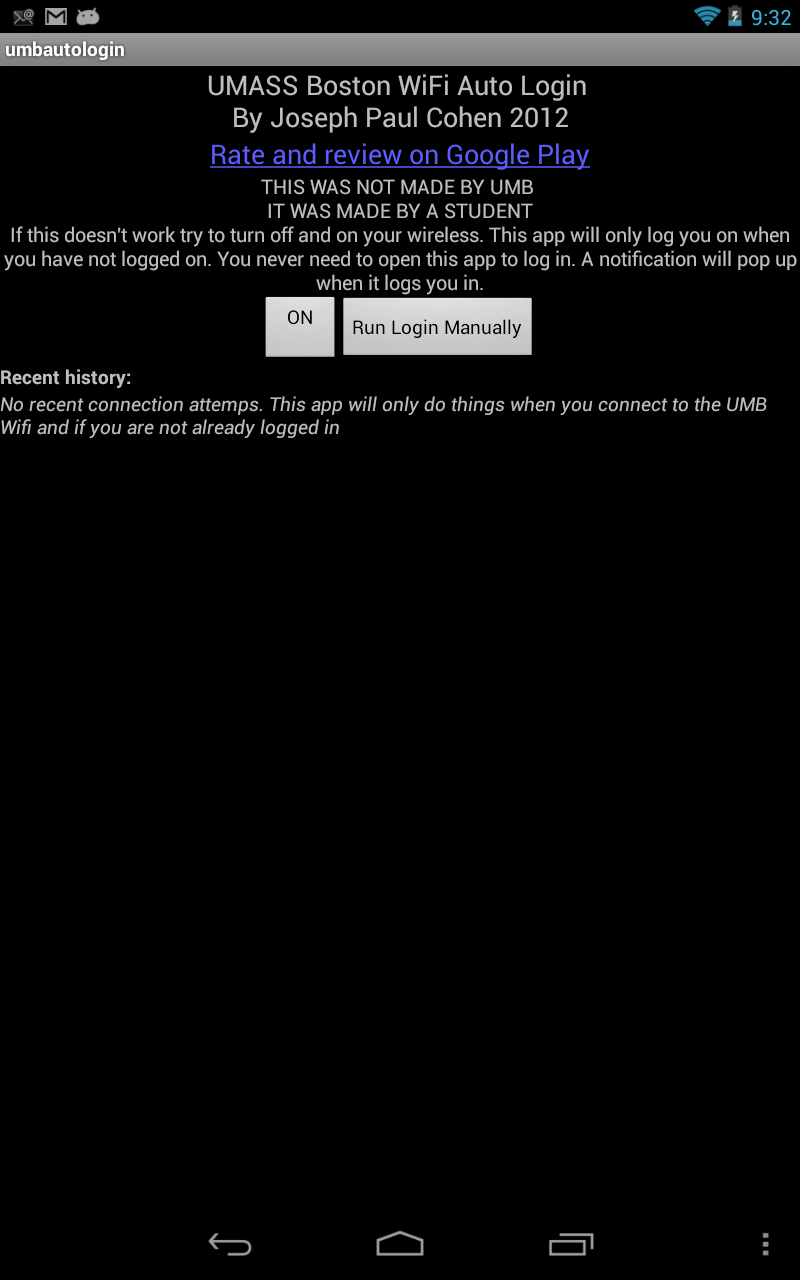 9:32
umbautologin
UMASS Boston WiFi Auto Login
By Joseph Paul Cohen 2012
Rate and review on Google Play
THIS WAS NOT MADE BY UMB
IT WAS MADE BY A STUDENT
If this doesn't work try to turn off and on your wireless. This app will only log you on when
you have not logged on. You never need to open this app to log in. A notification will pop up
when it logs you in.
ON
Run Login Manually
Recent history:
No recent connection attemps. This app will only do things when you connect to the UMB
Wifi and if you are not already logged in